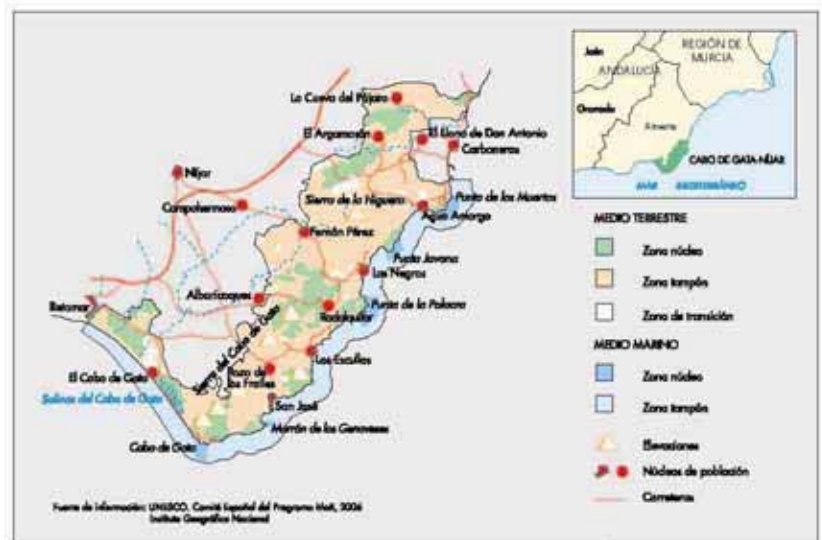 La Cueva del Pájaro
El Argamasón
El Llano de Don Antonio
Carboneras
Níjar
Campohermoso
Sierra de la Higuera
Punta de los Muertos
Agua Amarga
Fernán Pérez
Punta Javana
Las Negras
Albaricoques
Punta de la Polacra
Rodalquilar
Retamar
Sierra del Cabo de Gata
Los Escullos
El Cabo de Gata
Pozo de
los Frailes
Salinas del Cabo de Gata
San José
Morrón de los Genoveses
Cabo de Gata
Fuente de información: UNESCO. Comité Español del Programa MaB, 2006
Instituto Geográfico Nacional
REGIÓN DE
MURCIA
Jaén
ANDALUCÍA
Granada
Almería
CABO DE GATA-NÍJAR
MAR MEDITERRÁNEO
MEDIO TERRESTRE
Zona núcleo
Zona tampón
Zona de transición
MEDIO MARINO
Zona núcleo
Zona tampón
Elevaciones
Núcleos de población
Carreteras